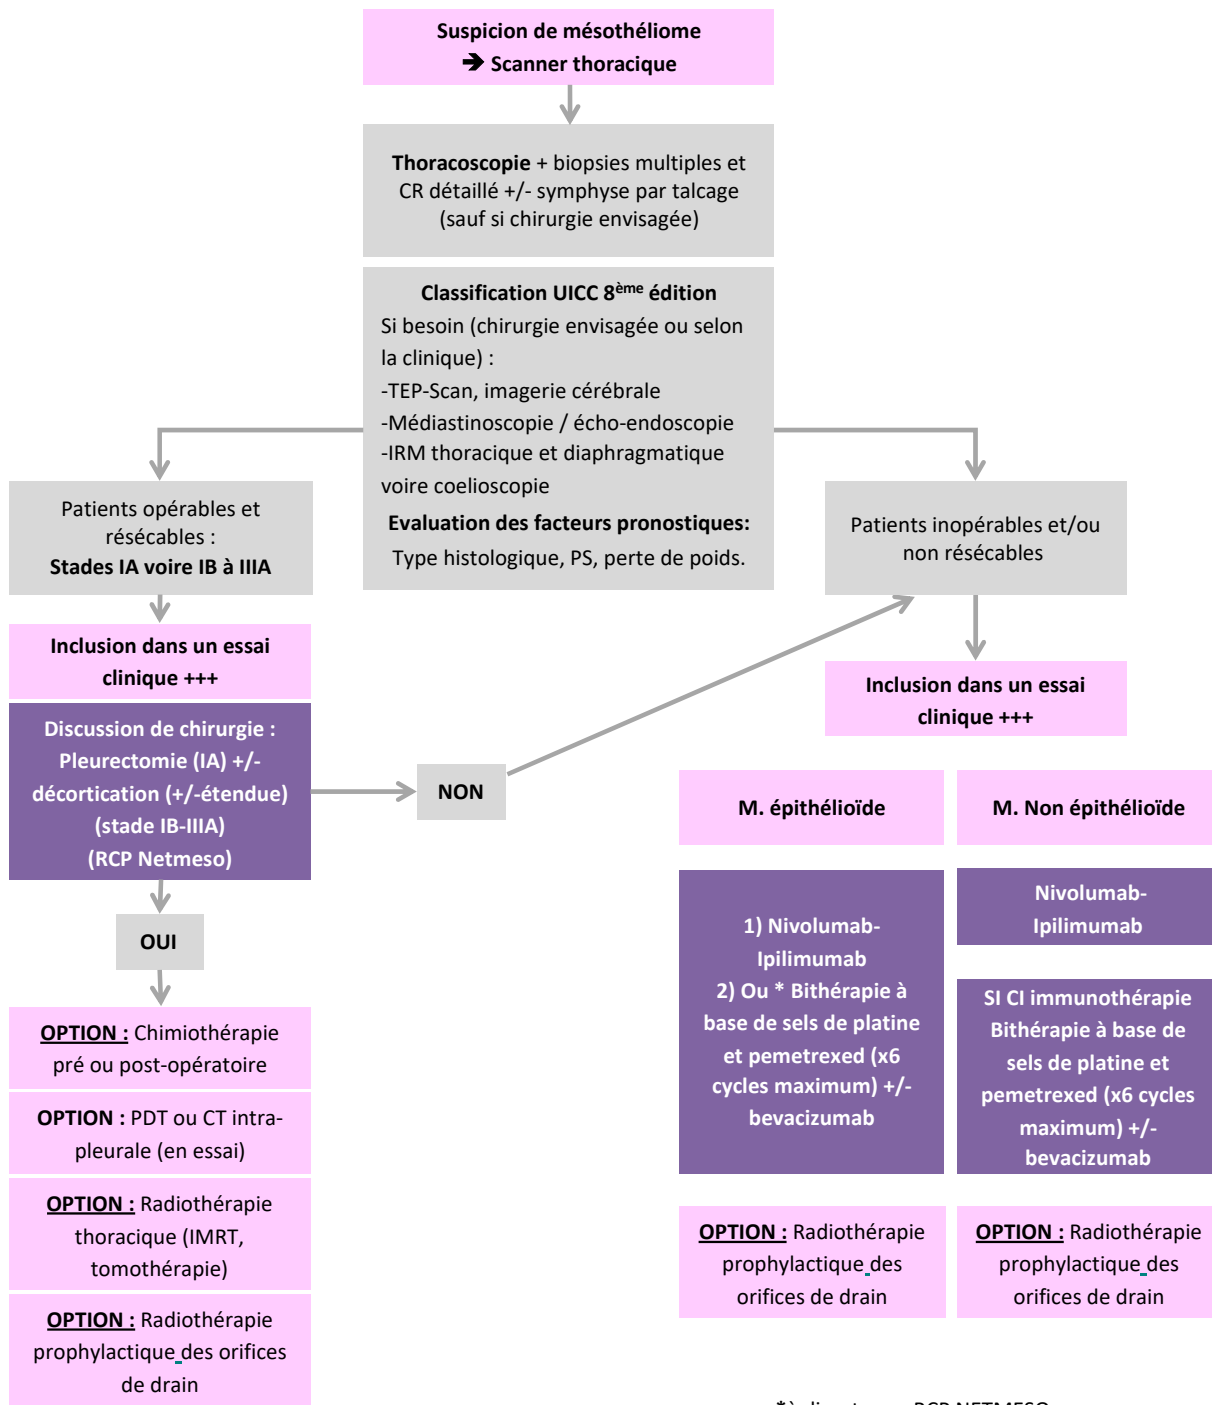 Suspicion de mésothéliome
➔ Scanner thoracique
Thoracoscopie + biopsies multiples et
CR détaillé +/- symphyse par talcage
(sauf si chirurgie envisagée)
Classification UICC 8ème édition
Si besoin (chirurgie envisagée ou selon
la clinique) :
-TEP-Scan, imagerie cérébrale
-Médiastinoscopie / écho-endoscopie
-IRM thoracique et diaphragmatique
voire coelioscopie
Evaluation des facteurs pronostiques:
Type histologique, PS, perte de poids.
Patients opérables et
résécables :
Stades IA voire IB à IIIA
Inclusion dans un essai
clinique +++
Discussion de chirurgie :
Pleurectomie (IA) +/-
décortication (+/-étendue)
(stade IB-IIIA)
(RCP Netmeso)
NON
OUI
OPTION : Chimiothérapie
pré ou post-opératoire
OPTION : PDT ou CT intra-
pleurale (en essai)
OPTION : Radiothérapie
thoracique (IMRT,
tomothérapie)
OPTION : Radiothérapie
prophylactique des orifices
de drain
Patients inopérables et/ou
non résécables
Inclusion dans un essai
clinique +++
M. épithélioïde
1) Nivolumab-
Ipilimumab
2) Ou * Bithérapie à
base de sels de platine
et pemetrexed (x6
cycles maximum) +/-
bevacizumab
OPTION : Radiothérapie
prophylactique des
orifices de drain
M. Non épithélioïde
Nivolumab-
Ipilimumab
SI CI immunothérapie
Bithérapie à base de
sels de platine et
pemetrexed (x6 cycles
maximum) +/-
bevacizumab
OPTION : Radiothérapie
prophylactique des
orifices de drain
RCP NETMESO